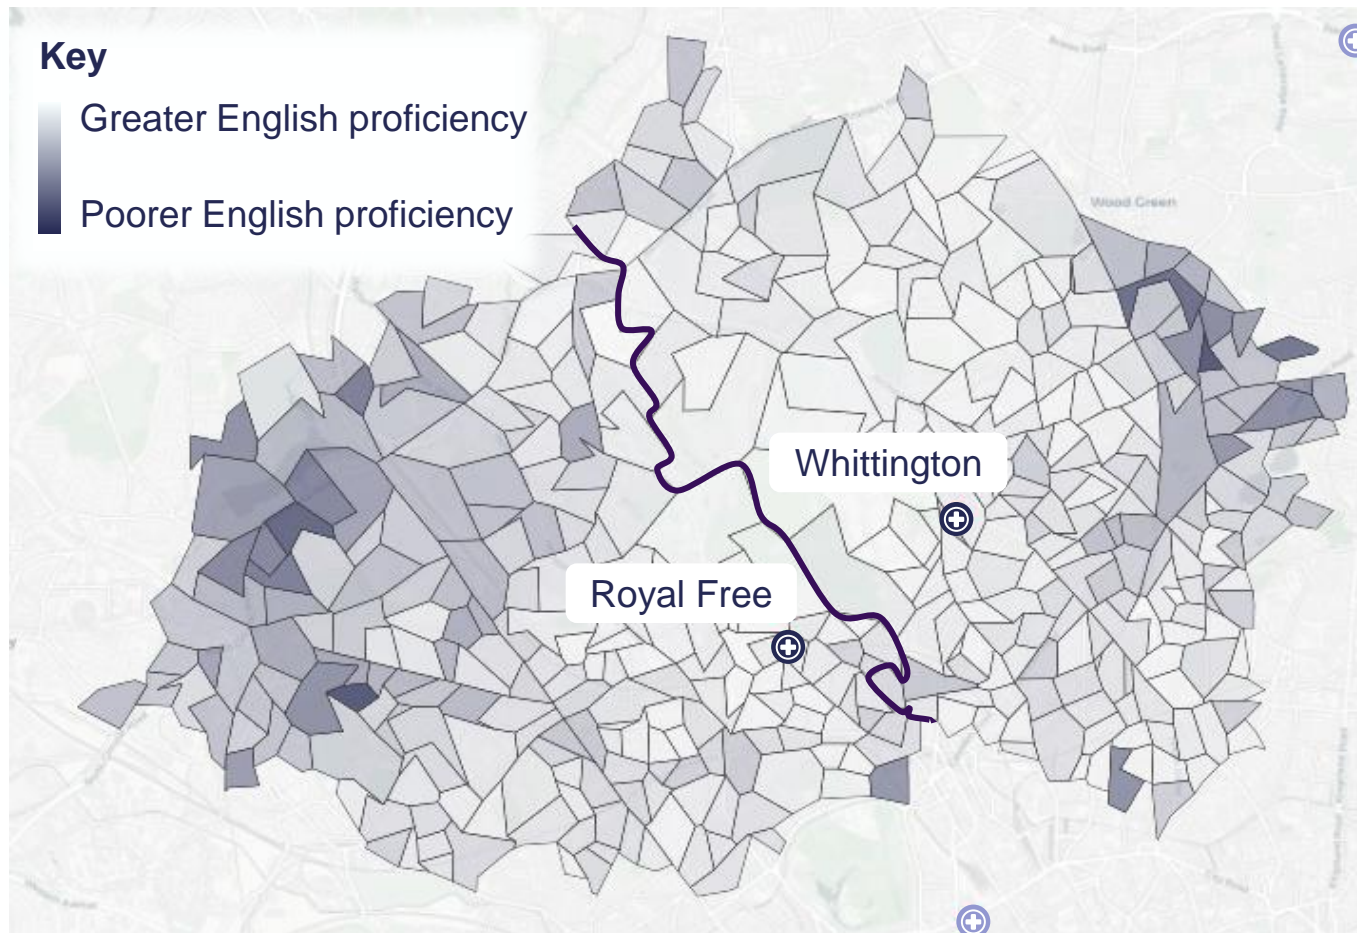 Key
Greater English proficiency
Poorer English proficiency
Wood Green
Whittington
Royal Free